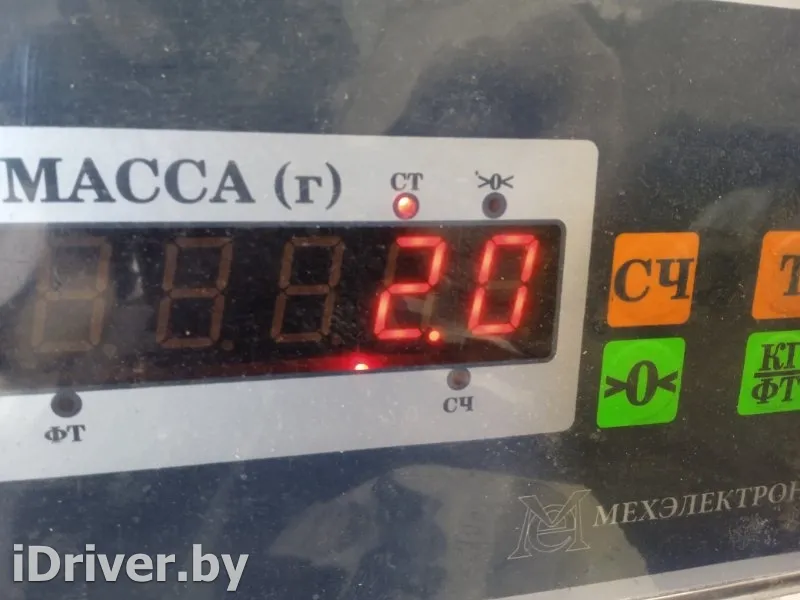 МАССА (г)
СТ
>0<
2.0
СЧ
Т
>0<
КГ
ФТ
ФТ
СЧ
МЕХЭЛЕКТРОН
iDriver.by